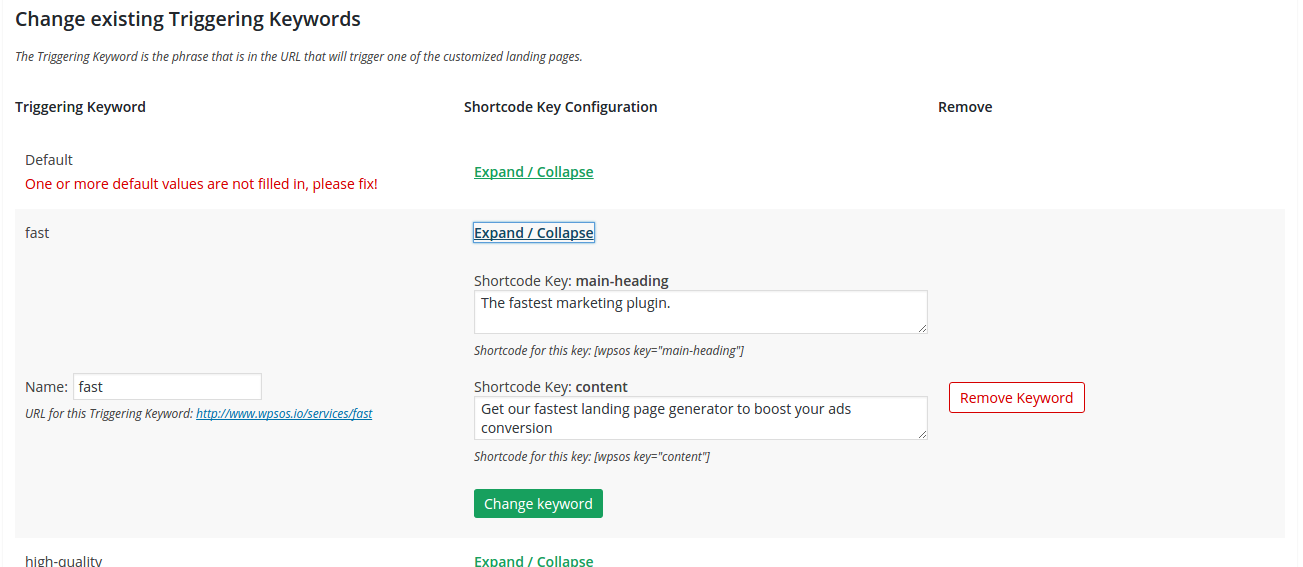 Change existing Triggering Keywords
The Triggering Keyword is the phrase that is in the URL that will trigger one of the customized landing pages.
Triggering Keyword Shortcode Key Configuration Remove
Default
One or more default values are not filled in, please fix!
Expand / Collapse
fast
Expand / Collapse
Shortcode Key: main-heading
The fastest marketing plugin.
Shortcode for this key: [wpsos key="main-heading"]
Name: fast
URL for this Triggering Keyword: http://www.wpsos.io/services/fast
Shortcode Key: content
Get our fastest landing page generator to boost your ads
conversion
Shortcode for this key: [wpsos key="content"]
Remove Keyword
Change keyword
high-quality
Expand / Collapse